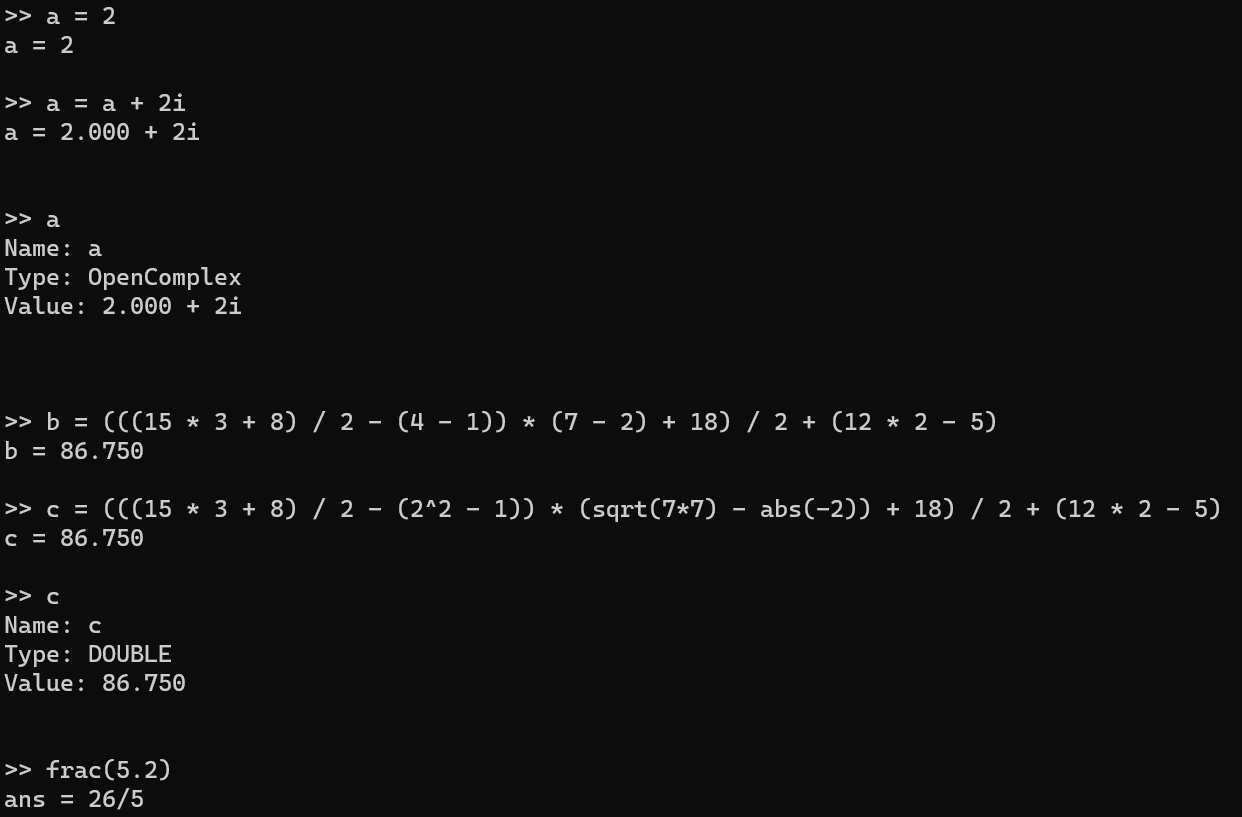 >> a = 2
a = 2
>> a = a + 2i
a = 2.000 + 2i
>> a
Name: a
Type: OpenComplex
Value: 2.000 + 2i
>> b = (((15 * 3 + 8) / 2 - (4 - 1)) * (7 - 2) + 18) / 2 + (12 * 2 - 5)
b = 86.750
>> c = (((15 * 3 + 8) / 2 - (2^2 - 1)) * (sqrt(7*7) - abs(-2)) + 18) / 2 + (12 * 2 - 5)
c = 86.750
>> c
Name: c
Type: DOUBLE
Value: 86.750
>> frac(5.2)
ans = 26/5